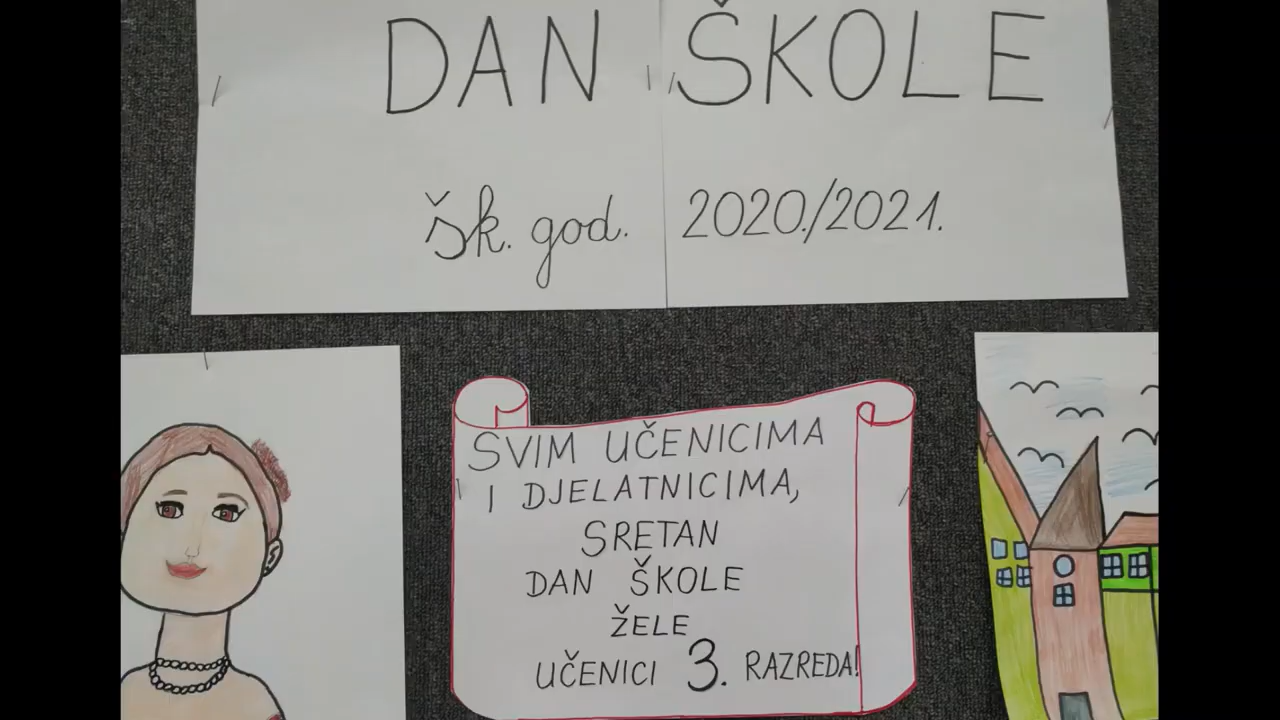 DAN ŠKOLE
šk. god. 2020./2021.
SVIM UČENICIMA
I DJELATNICIMA,
SRETAN
DAN ŠKOLE
ŽELE
UČENICI 3. RAZREDA!